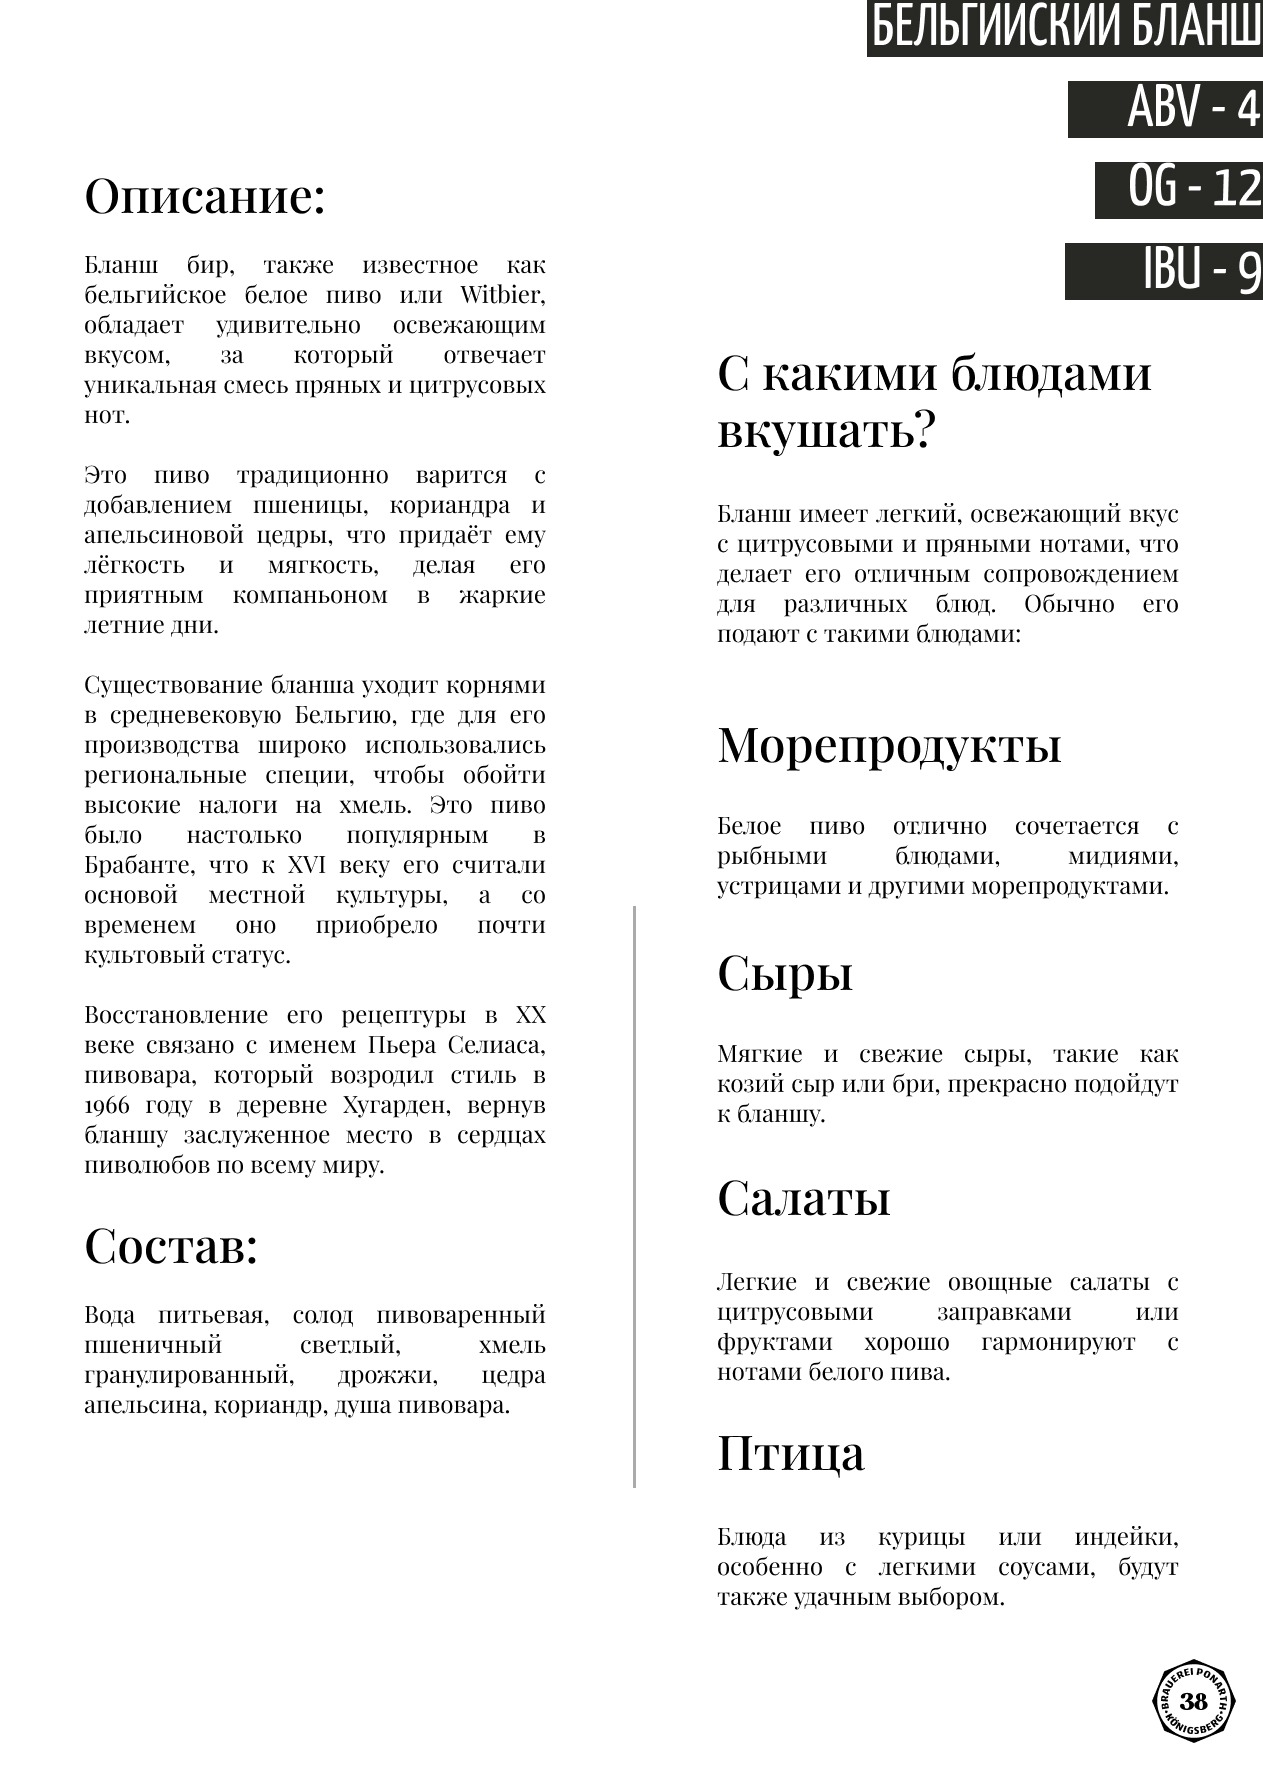 БЕЛЬГИЙСКИЙ БЛАНШ
ABV - 4
OG - 12
IBU - 9
Описание:
Бланш бир, также известное как
бельгийское белое пиво или Witbier,
обладает удивительно освежающим
вкусом, за который отвечает
уникальная смесь пряных и цитрусовых
нот.
Это пиво традиционно варится с
добавлением пшеницы, кориандра и
апельсиновой цедры, что придаёт ему
лёгкость и мягкость, делая его
приятным компаньоном в жаркие
летние дни.
Существование бланша уходит корнями
в средневековую Бельгию, где для его
производства широко использовались
региональные специи, чтобы обойти
высокие налоги на хмель. Это пиво
было настолько популярным в
Брабанте, что к XVI веку его считали
основой местной культуры, а со
временем оно приобрело почти
культовый статус.
Восстановление его рецептуры в XX
веке связано с именем Пьера Селиаса,
пивовара, который возродил стиль в
1966 году в деревне Хугарден, вернув
бланшу заслуженное место в сердцах
пиволюбов по всему миру.
Состав:
Вода питьевая, солод пивоваренный
пшеничный светлый, хмель
гранулированный, дрожжи, цедра
апельсина, кориандр, душа пивовара.
С какими блюдами
вкушать?
Бланш имеет легкий, освежающий вкус
с цитрусовыми и пряными нотами, что
делает его отличным сопровождением
для различных блюд. Обычно его
подают с такими блюдами:
Морепродукты
Белое пиво отлично сочетается с
рыбными блюдами, мидиями,
устрицами и другими морепродуктами.
Сыры
Мягкие и свежие сыры, такие как
козий сыр или бри, прекрасно подойдут
к бланшу.
Салаты
Легкие и свежие овощные салаты с
цитрусовыми заправками или
фруктами хорошо гармонируют с
нотами белого пива.
Птица
Блюда из курицы или индейки,
особенно с легкими соусами, будут
также удачным выбором.
BRAUEREI PONARTH
38
KÖNIGSBERG